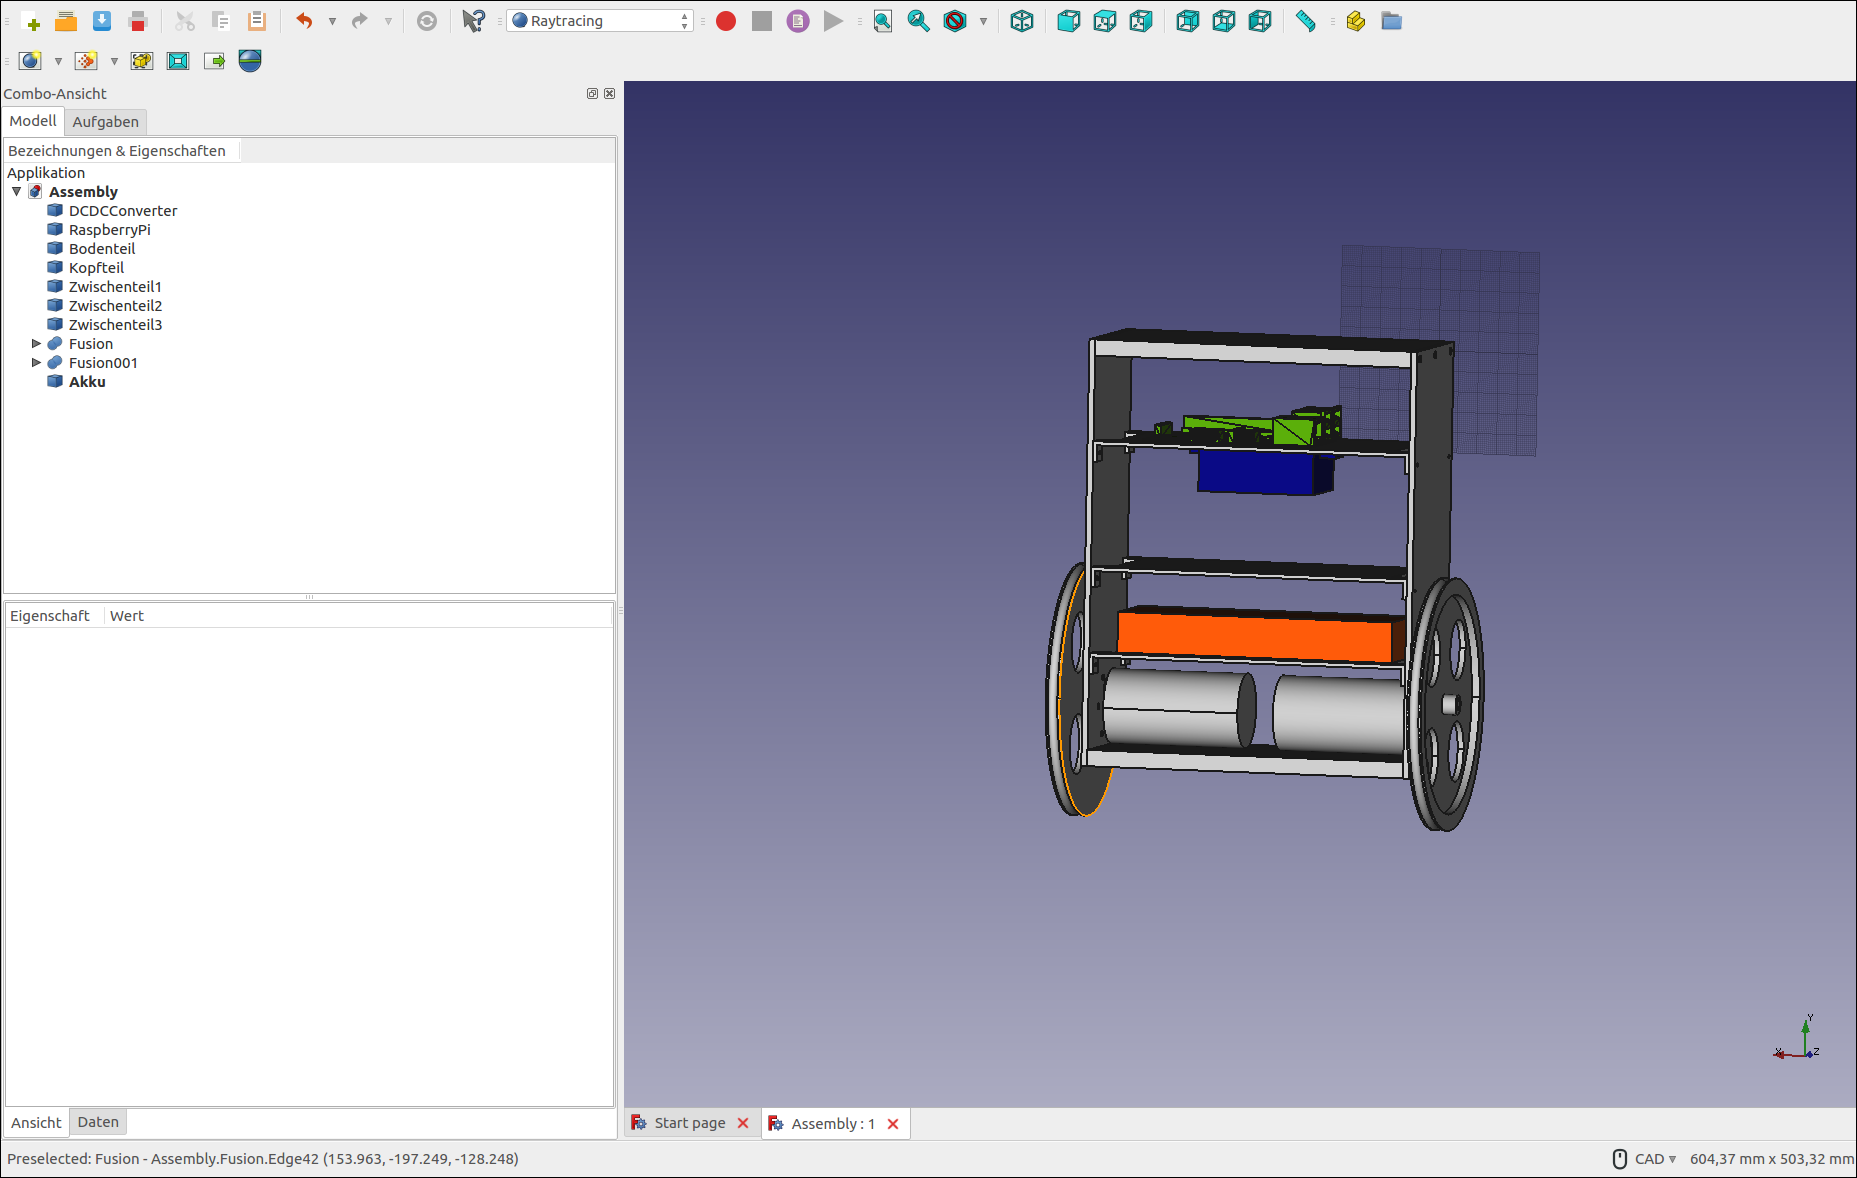 Raytracing
Combo-Ansicht
Modell
Aufgaben
Bezeichnungen & Eigenschaften
Applikation
Assembly
DCDCConverter
RaspberryPi
Bodenteil
Kopfteil
Zwischenteil1
Zwischenteil2
Zwischenteil3
Fusion
Fusion001
Akku
Eigenschaft
Wert
Y
X
Z
Ansicht
Daten
Start page
Assembly : 1
Preselected: Fusion - Assembly.Fusion.Edge42 (153.963, -197.249, -128.248)
CAD
604,37 mm x 503,32 mm